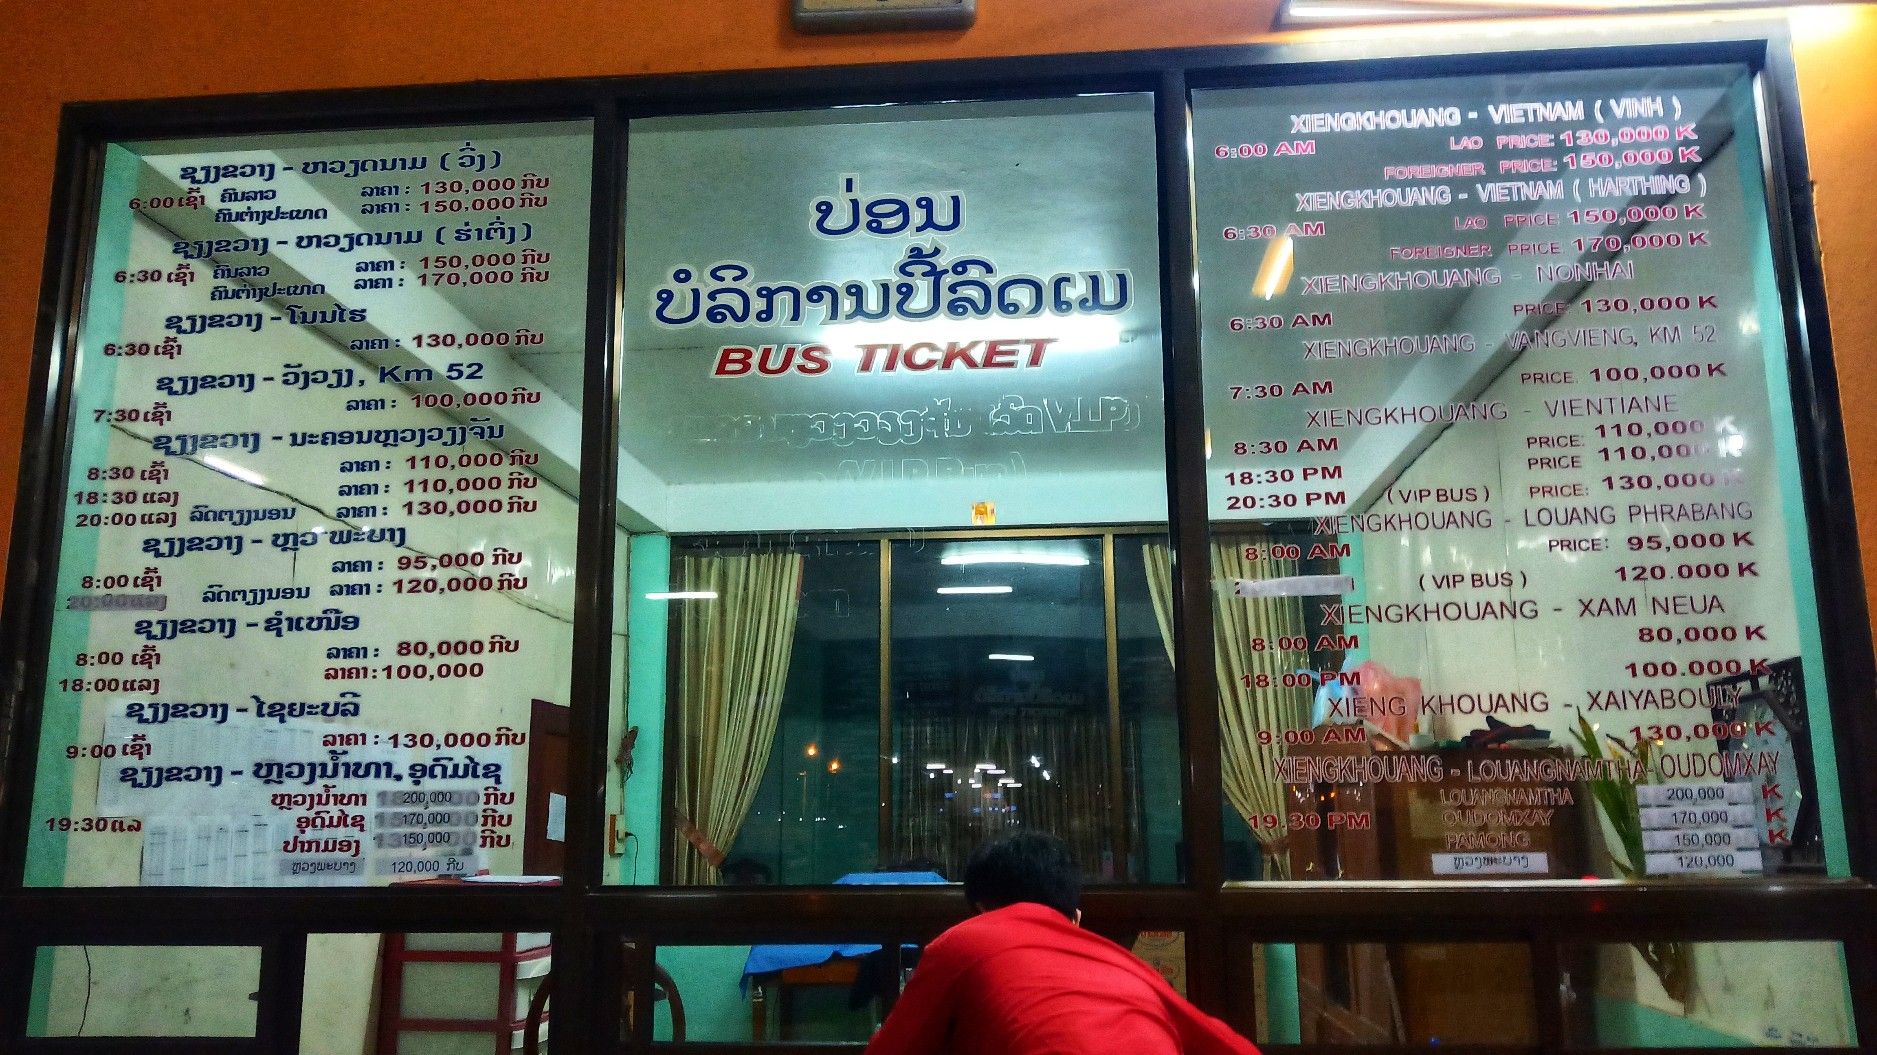 ຊຽງຂວາງ - ຫວຽດນາມ ( ວິ່ງ )
6:00 ເຊົ້າ ຄົນລາວ ລາຄາ : 130,000 ກີບ
ຄົນຕ່າງປະເທດ ລາຄາ : 150,000 ກີບ
ຊຽງຂວາງ - ຫວຽດນາມ ( ຮ່າຕິ່ງ )
6:30 ເຊົ້າ ຄົນລາວ ລາຄາ : 150,000 ກີບ
ຄົນຕ່າງປະເທດ ລາຄາ : 170,000 ກີບ
ຊຽງຂວາງ - ໂນນໄຮ
6:30 ເຊົ້າ ລາຄາ : 130,000 ກີບ
ຊຽງຂວາງ - ວັງວຽງ, Km 52
7:30 ເຊົ້າ ລາຄາ : 100,000 ກີບ
ຊຽງຂວາງ - ນະຄອນຫຼວງວຽງຈັນ
8:30 ເຊົ້າ ລາຄາ : 110,000 ກີບ
18:30 ແລງ ລາຄາ : 110,000 ກີບ
20:00 ແລງ ລົດຕຽງນອນ ລາຄາ : 130,000 ກີບ
ຊຽງຂວາງ - ຫຼວ ພະບາງ
8:00 ເຊົ້າ ລາຄາ : 95,000 ກີບ
20:00 ແລງ ລົດຕຽງນອນ ລາຄາ : 120,000 ກີບ
ຊຽງຂວາງ - ຊຳເໜືອ
8:00 ເຊົ້າ ລາຄາ : 80,000 ກີບ
18:00 ແລງ ລາຄາ : 100,000
ຊຽງຂວາງ - ໄຊຍະບູລີ
9:00 ເຊົ້າ ລາຄາ : 130,000 ກີບ
ຊຽງຂວາງ - ຫຼວງນ້ຳທາ, ອຸດົມໄຊ
ຫຼວງນ້ຳທາ 200,000 ກີບ
19:30 ແລ ອຸດົມໄຊ 170,000 ກີບ
ປາກມອງ 150,000 ກີບ
ຫຼວງພະບາງ 120,000 ກີບ
ບ່ອນ
ບໍລິການປີ້ລົດເມ
BUS TICKET
XIENGKHOUANG - VIETNAM ( VINH )
6:00 AM LAO PRICE: 130,000 K
FOREIGNER PRICE: 150,000 K
XIENGKHOUANG - VIETNAM ( HARTHING )
6:30 AM LAO PRICE 150,000 K
FOREIGNER PRICE 170,000 K
XIENGKHOUANG - NONHAI
6:30 AM PRICE: 130,000 K
XIENGKHOUANG - VANGVIENG, KM 52
7:30 AM PRICE. 100,000 K
XIENGKHOUANG - VIENTIANE
8:30 AM PRICE: 110,000 K
18:30 PM PRICE 110,000 K
20:30 PM ( VIP BUS ) PRICE: 130,000 K
XIENGKHOUANG - LOUANG PHRABANG
8:00 AM PRICE: 95,000 K
( VIP BUS ) 120.000 K
XIENGKHOUANG - XAM NEUA
8:00 AM 80,000 K
18:00 PM 100.000 K
XIENG KHOUANG - XAIYABOULY
9:00 AM 130,000 K
XIENGKHOUANG - LOUANGNAMTHA- OUDOMXAY
LOUANGNAMTHA 200,000 K
19.30 PM OUDOMXAY 170,000 K
PAMONG 150,000 K
ຫຼວງພະບາງ 120,000